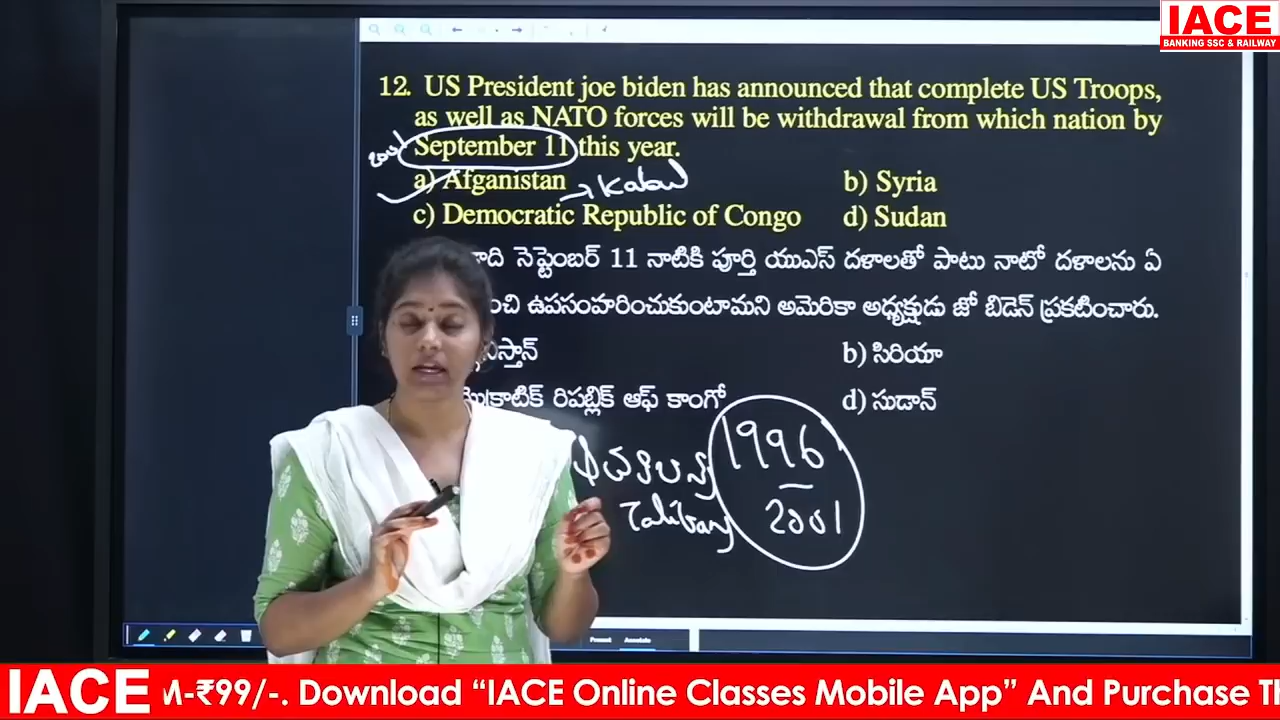 IACE
BANKING SSC & RAILWAY
12. US President joe biden has announced that complete US Troops,
as well as NATO forces will be withdrawal from which nation by
September 11 this year.
a) Afganistan
b) Syria
c) Democratic Republic of Congo
d) Sudan
సెప్టెంబర్ 11 నాటికి పూర్తి యుఎస్ దళాలతో పాటు నాటో దళాలను ఏ
ఉపసంహరించుకుంటామని అమెరికా అధ్యక్షుడు జో బిడెన్ ప్రకటించారు.
b) సిరియా
రిపబ్లిక్ ఆఫ్ కాంగో
d) సుడాన్
1996
2001
Talibans
Present Annotate
IACE
M-₹99/-. Download “IACE Online Classes Mobile App” And Purchase Th